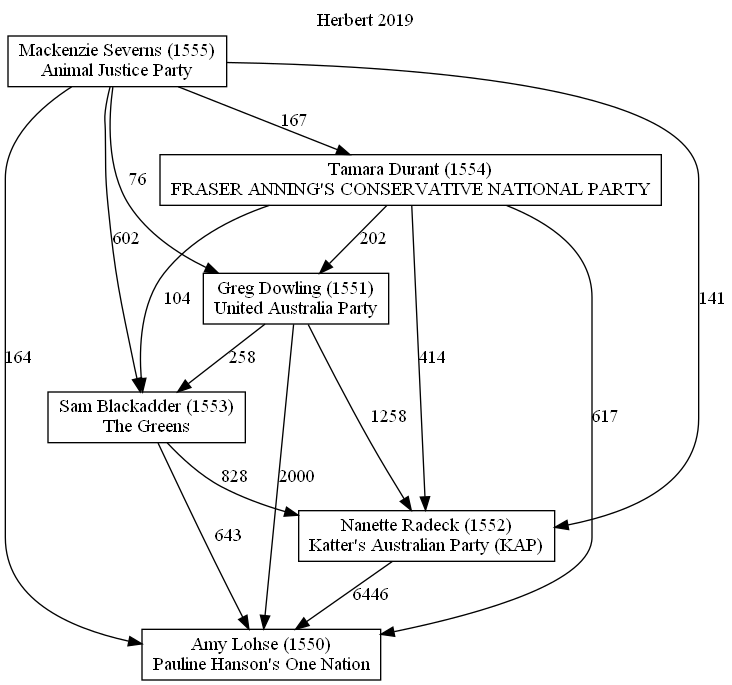 Herbert 2019
Mackenzie Severns (1555)
Animal Justice Party
167
Tamara Durant (1554)
FRASER ANNING'S CONSERVATIVE NATIONAL PARTY
76
602
104
202
141
Greg Dowling (1551)
United Australia Party
164
258
414
Sam Blackadder (1553)
The Greens
1258
617
828
2000
Nanette Radeck (1552)
Katter's Australian Party (KAP)
643
6446
Amy Lohse (1550)
Pauline Hanson's One Nation